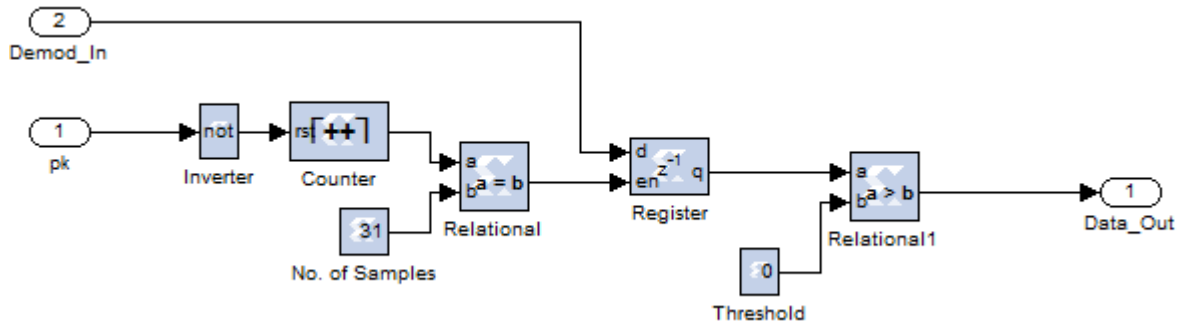 2
Demod_In
1
pk
not
Inverter
rst ++
Counter
a
b
a = b
Relational
31
No. of Samples
d
en
z-1
q
Register
a
b
a > b
Relational1
0
Threshold
1
Data_Out